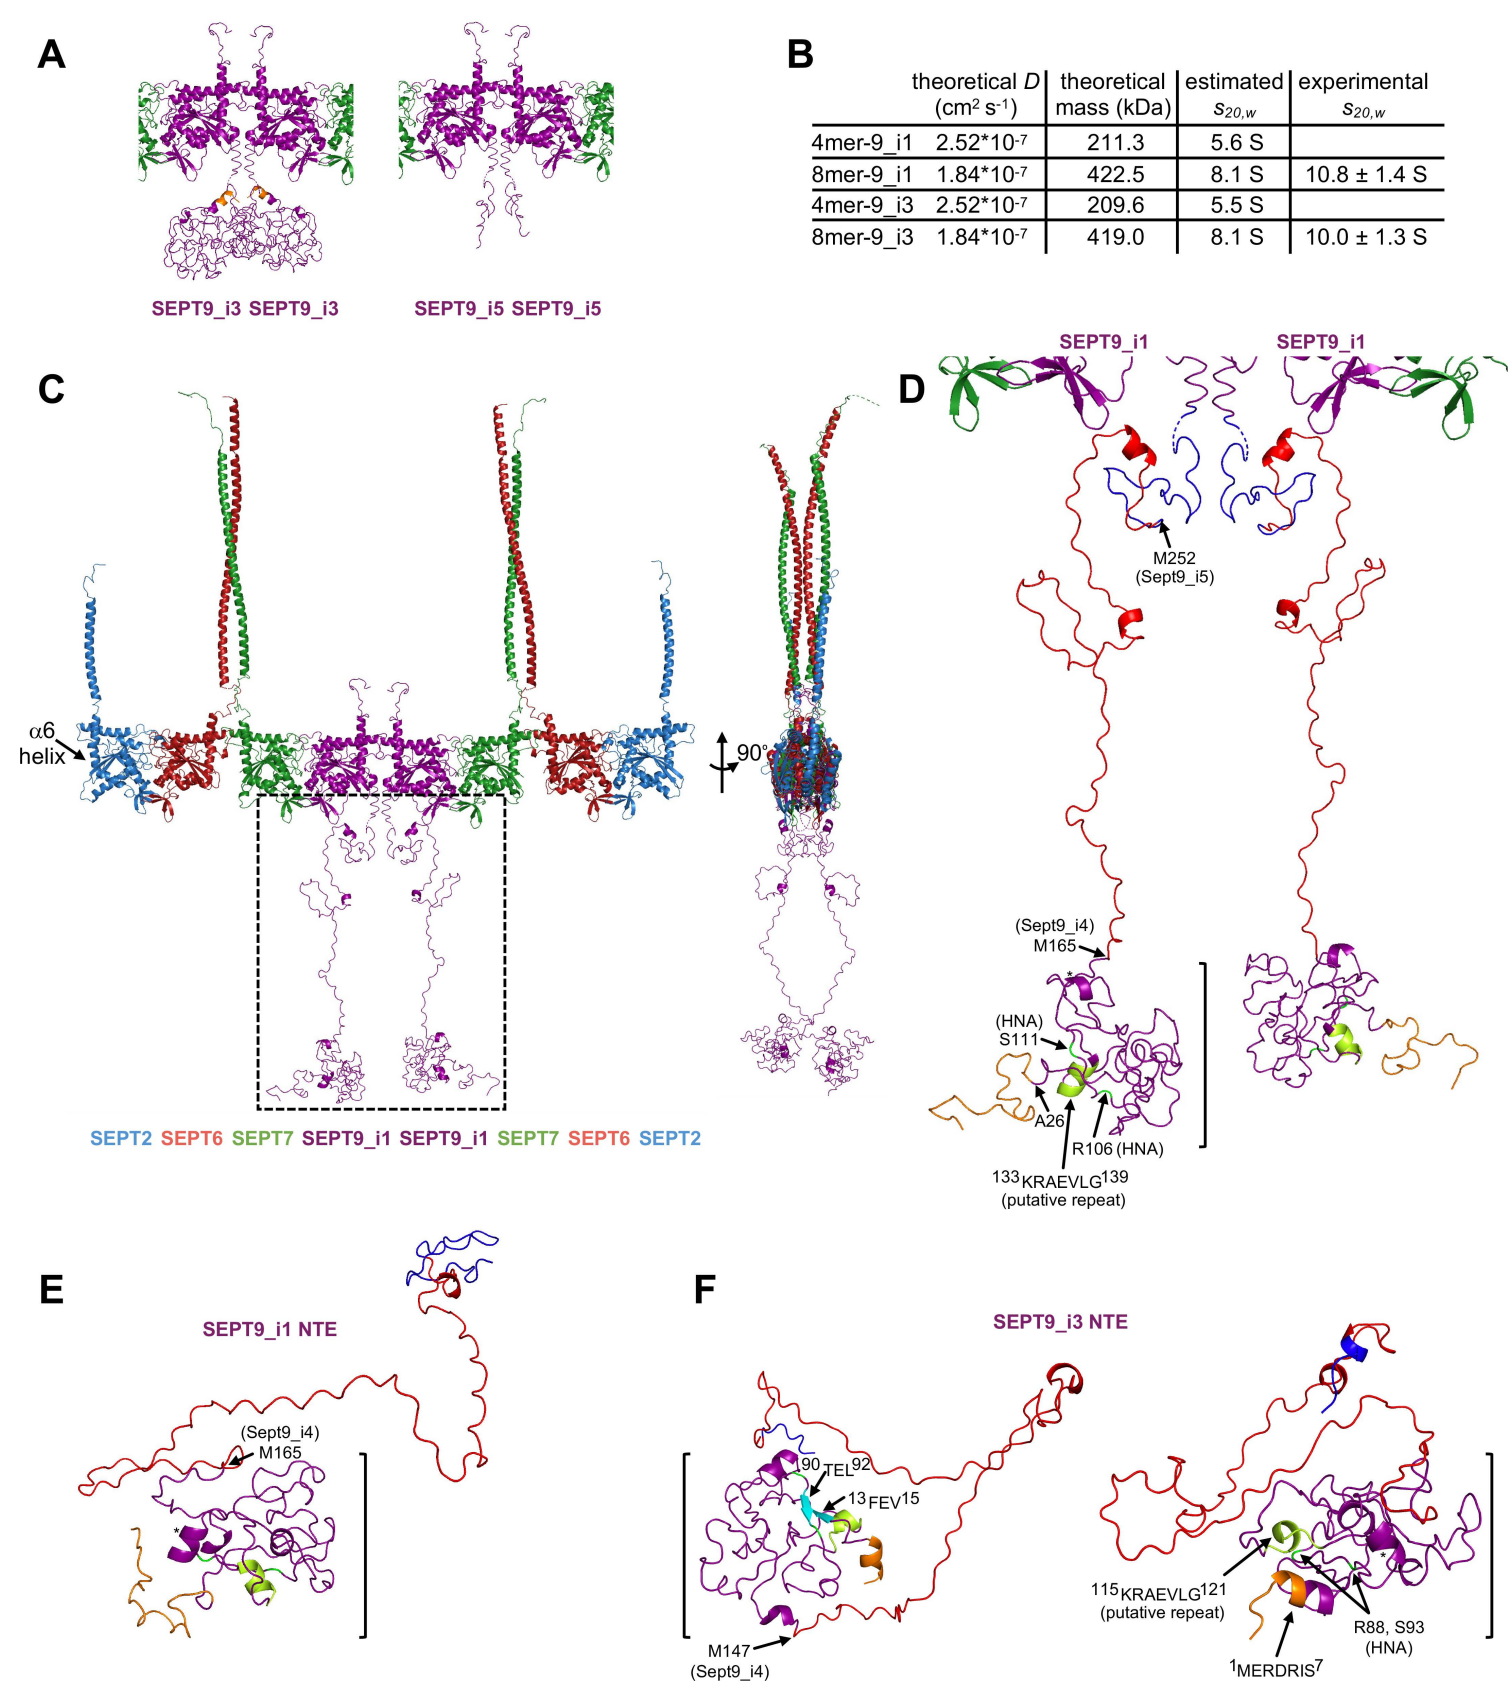 A
SEPT9_i3 SEPT9_i3
SEPT9_i5 SEPT9_i5
B
theoretical D (cm² s⁻¹) | theoretical mass (kDa) | estimated s20,w | experimental s20,w
4mer-9_i1 2.52*10⁻⁷ 211.3 5.6 S
8mer-9_i1 1.84*10⁻⁷ 422.5 8.1 S 10.8 ± 1.4 S
4mer-9_i3 2.52*10⁻⁷ 209.6 5.5 S
8mer-9_i3 1.84*10⁻⁷ 419.0 8.1 S 10.0 ± 1.3 S
C
α6
helix
90°
SEPT2 SEPT6 SEPT7 SEPT9_i1 SEPT9_i1 SEPT7 SEPT6 SEPT2
D
SEPT9_i1
SEPT9_i1
M252
(Sept9_i5)
(Sept9_i4)
M165
*
(HNA)
S111
A26
R106 (HNA)
¹³³KRAEVLG¹³⁹
(putative repeat)
E
SEPT9_i1 NTE
(Sept9_i4)
M165
*
F
SEPT9_i3 NTE
⁹⁰TEL⁹²
¹³FEV¹⁵
M147
(Sept9_i4)
*
¹¹⁵KRAEVLG¹²¹
(putative repeat)
R88, S93
(HNA)
¹MERDRIS⁷